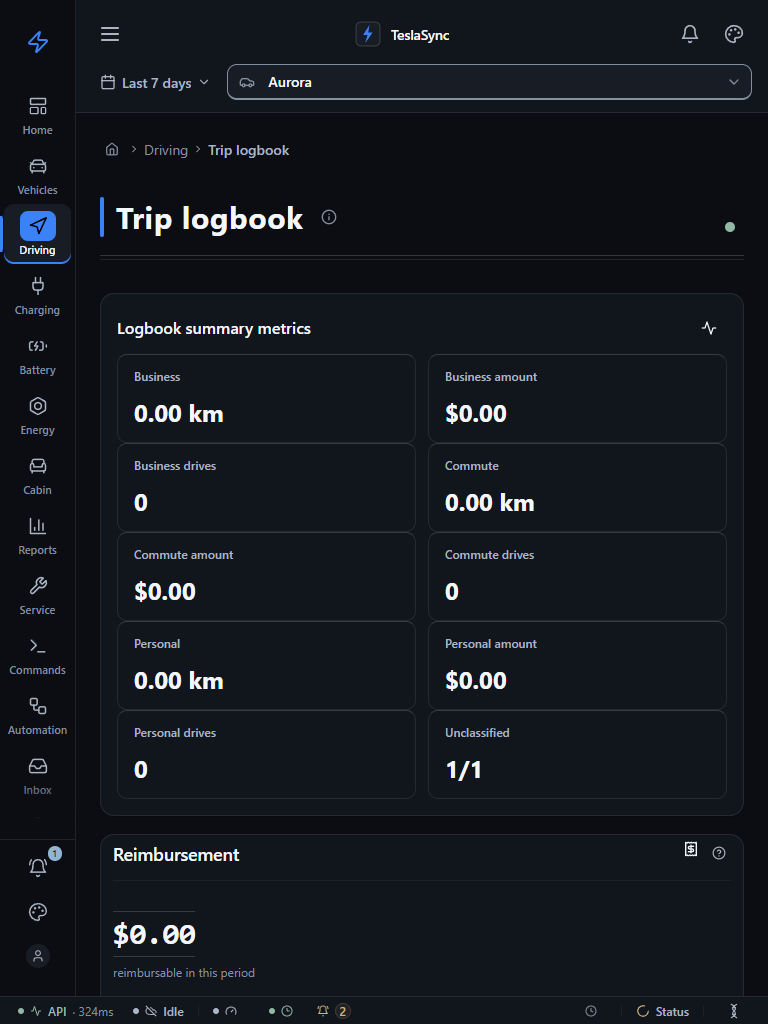 TeslaSync
Last 7 days
Aurora
Home
Vehicles
Driving
Charging
Battery
Energy
Cabin
Reports
Service
Commands
Automation
Inbox
1
Driving
Trip logbook
Trip logbook
Logbook summary metrics
Business
0.00 km
Business amount
$0.00
Business drives
0
Commute
0.00 km
Commute amount
$0.00
Commute drives
0
Personal
0.00 km
Personal amount
$0.00
Personal drives
0
Unclassified
1/1
Reimbursement
$0.00
reimbursable in this period
API · 324ms
Idle
2
Status